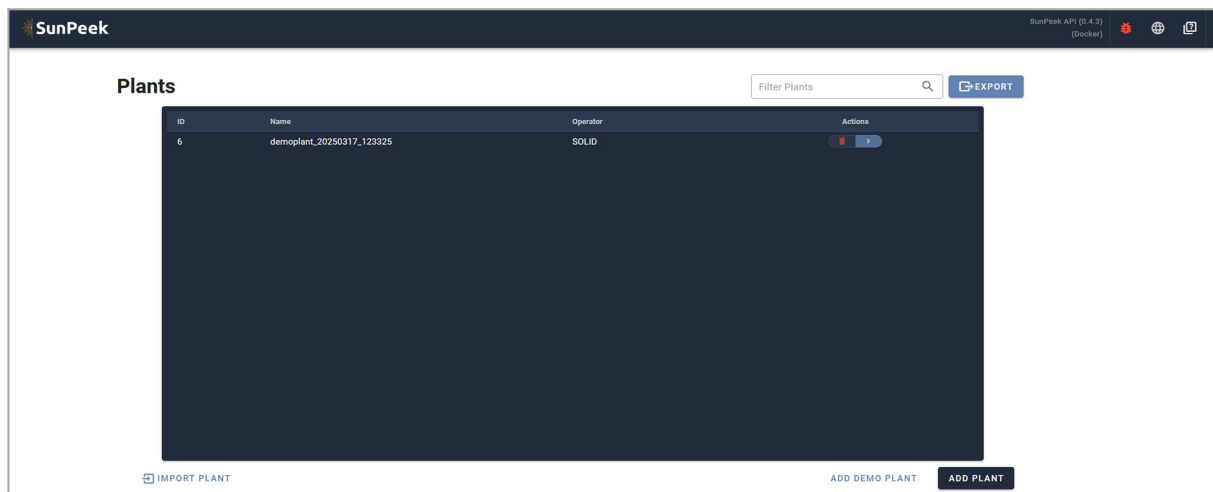 SunPeek
SunPeek API (0.4.3)
(Docker)
Plants
Filter Plants
EXPORT
ID Name Operator Actions
6 demoplant_20250317_123325 SOLID
IMPORT PLANT
ADD DEMO PLANT
ADD PLANT